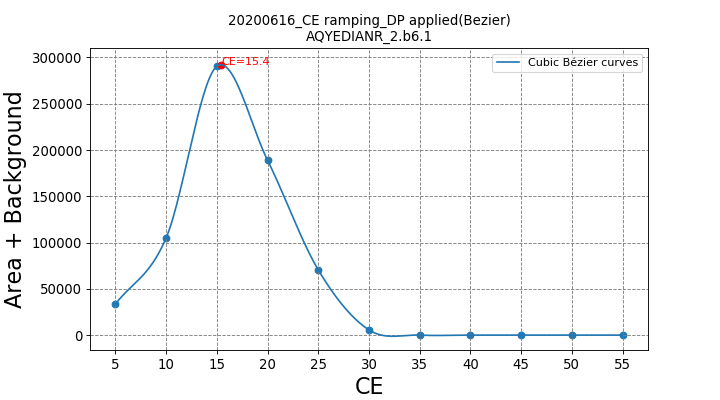 20200616_CE ramping_DP applied(Bezier)
AQYEDIANR_2.b6.1
Cubic Bézier curves
CE=15.4
300000
250000
200000
150000
100000
50000
0
Area + Background
5 10 15 20 25 30 35 40 45 50 55
CE